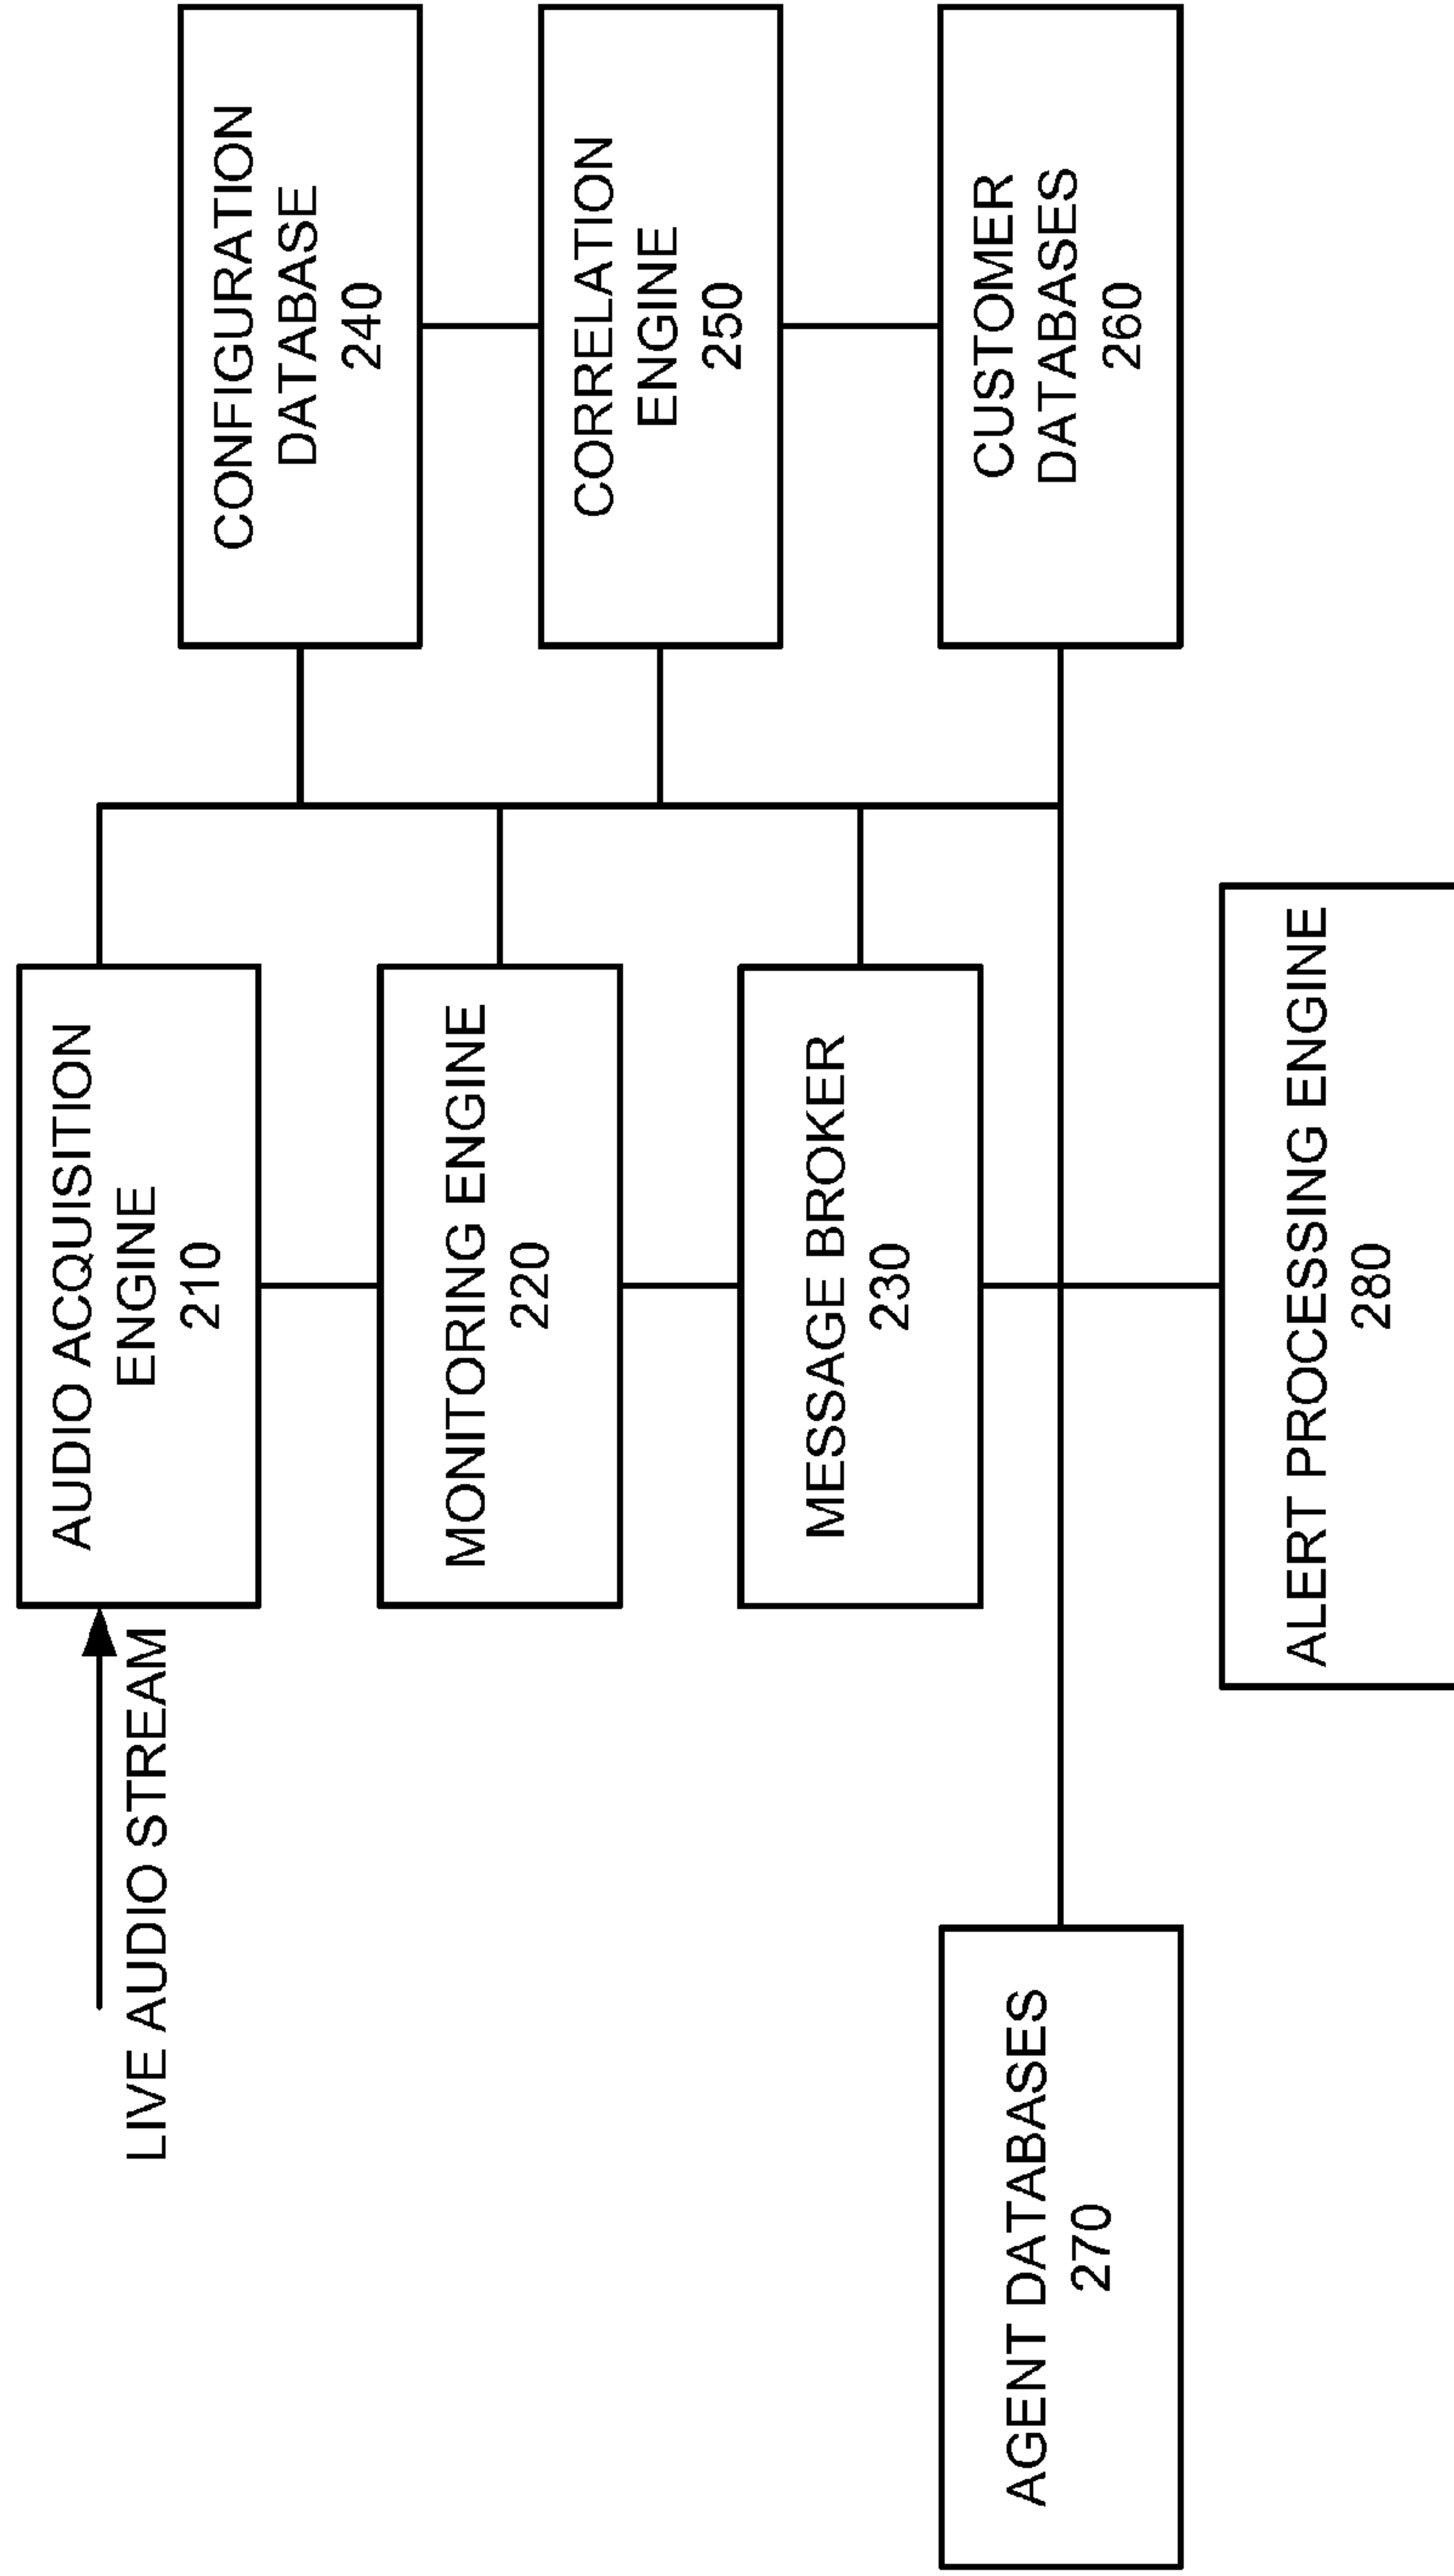 LIVE AUDIO STREAM
AUDIO ACQUISITION
ENGINE
210
MONITORING ENGINE
220
MESSAGE BROKER
230
CONFIGURATION
DATABASE
240
CORRELATION
ENGINE
250
CUSTOMER
DATABASES
260
AGENT DATABASES
270
ALERT PROCESSING ENGINE
280